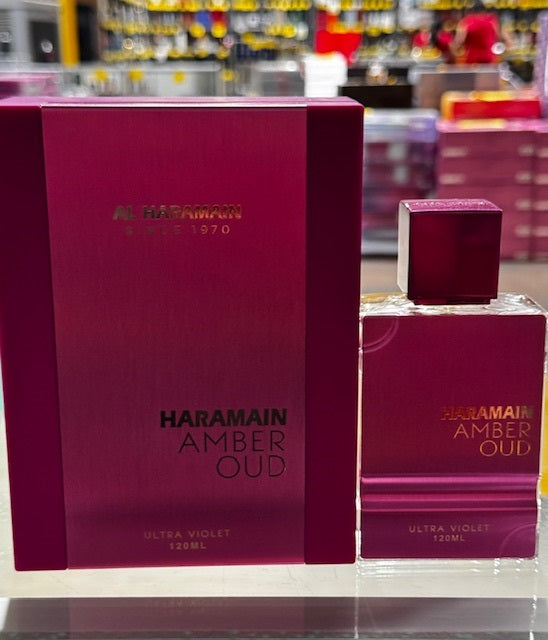 AL HARAMAIN
SINCE 1970
HARAMAIN
AMBER
OUD
ULTRA VIOLET
120ML
HARAMAIN
AMBER
OUD
ULTRA VIOLET
120ML